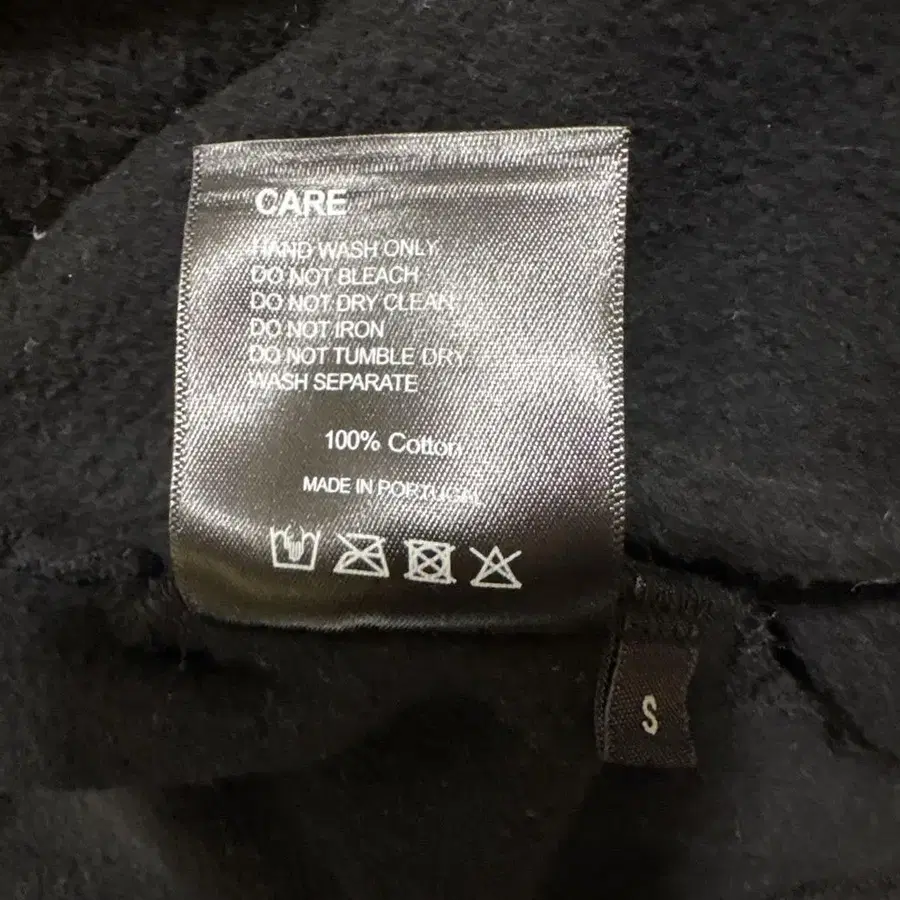 CARE
HAND WASH ONLY
DO NOT BLEACH
DO NOT DRY CLEAN
DO NOT IRON
DO NOT TUMBLE DRY
WASH SEPARATE
100% Cotton
MADE IN PORTUGAL
S